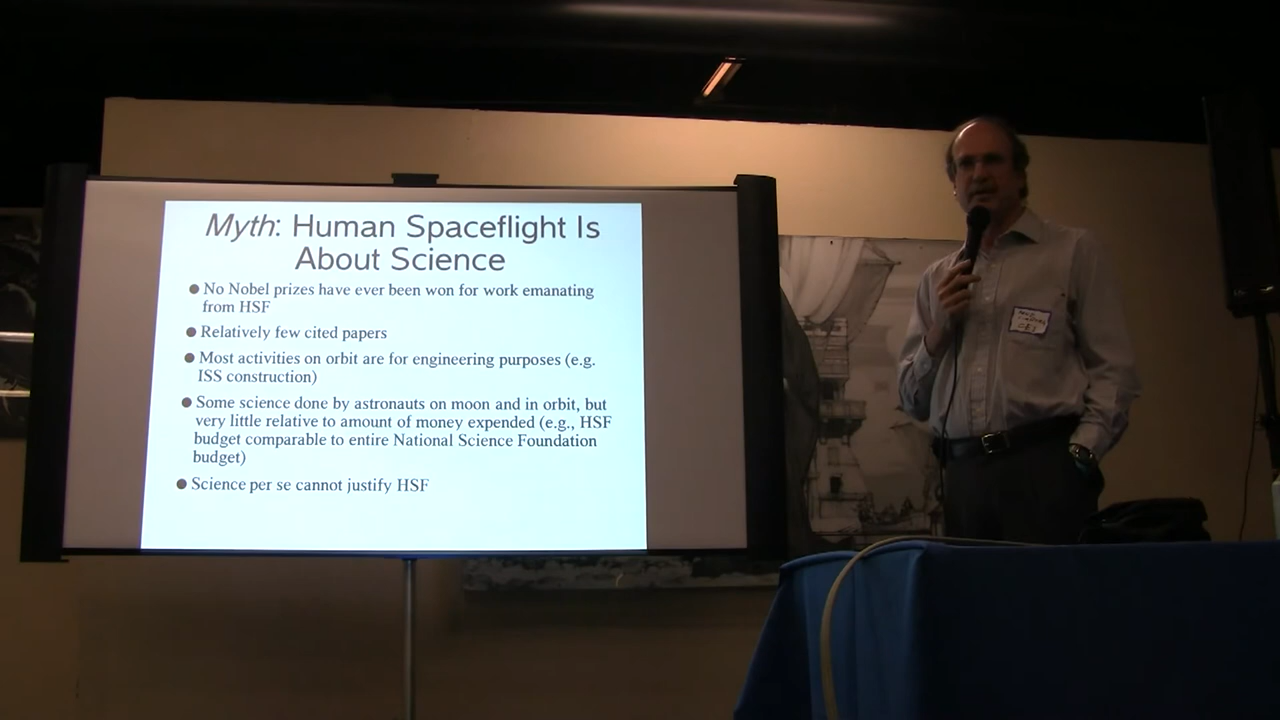 Myth: Human Spaceflight Is
About Science
No Nobel prizes have ever been won for work emanating
from HSF
Relatively few cited papers
Most activities on orbit are for engineering purposes (e.g.
ISS construction)
Some science done by astronauts on moon and in orbit, but
very little relative to amount of money expended (e.g., HSF
budget comparable to entire National Science Foundation
budget)
Science per se cannot justify HSF
CEI